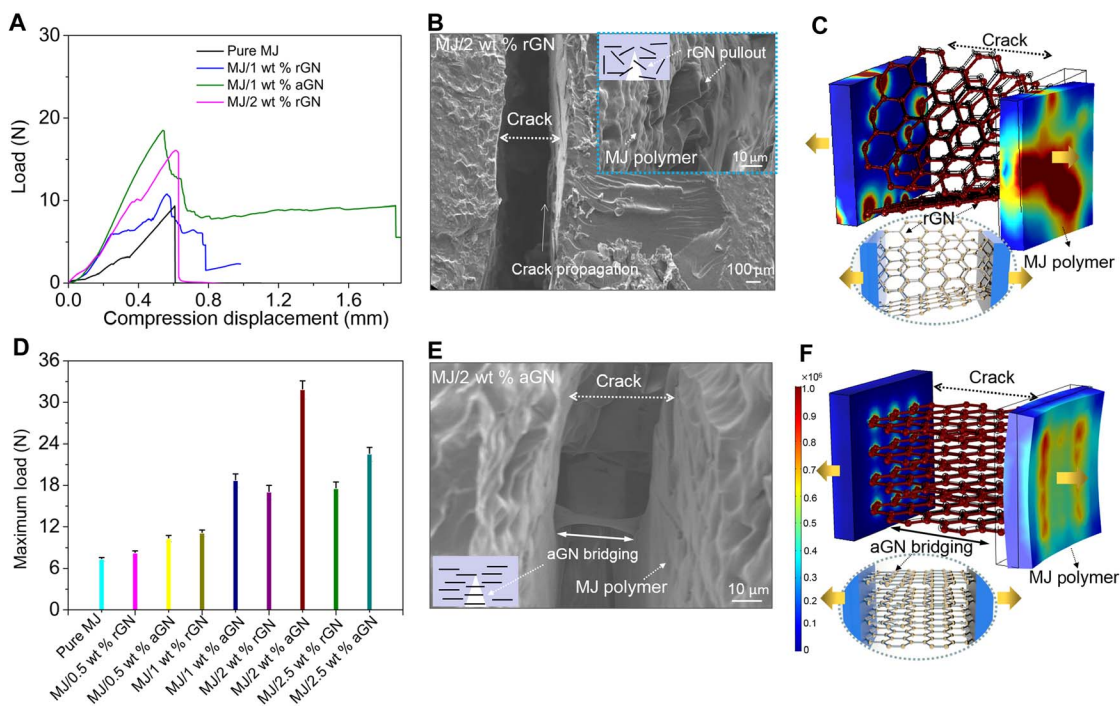 A
30
20
10
0
Load (N)
0.0
0.4
0.8
1.2
1.6
Compression displacement (mm)
Pure MJ
MJ/1 wt % rGN
MJ/1 wt % aGN
MJ/2 wt % rGN
B
MJ/2 wt % rGN
rGN pullout
Crack
MJ polymer
10 μm
Crack propagation
100 μm
C
Crack
rGN
MJ polymer
D
36
30
24
18
12
6
0
Maximum load (N)
Pure MJ
MJ/0.5 wt % rGN
MJ/0.5 wt % aGN
MJ/1 wt % rGN
MJ/1 wt % aGN
MJ/2 wt % rGN
MJ/2 wt % aGN
MJ/2.5 wt % rGN
MJ/2.5 wt % aGN
E
MJ/2 wt % aGN
Crack
aGN bridging
MJ polymer
10 μm
F
×10⁶
1.0
0.9
0.8
0.7
0.6
0.5
0.4
0.3
0.2
0.1
0
Crack
aGN bridging
MJ polymer